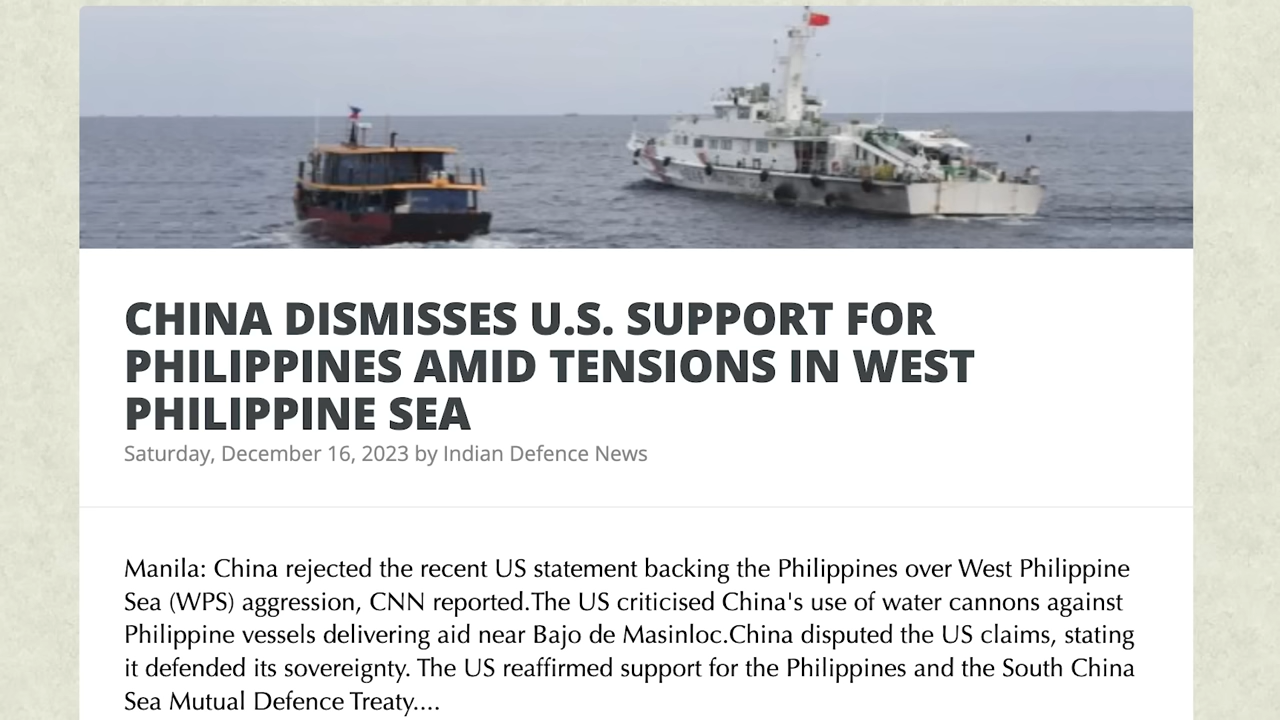 CHINA DISMISSES U.S. SUPPORT FOR
PHILIPPINES AMID TENSIONS IN WEST
PHILIPPINE SEA
Saturday, December 16, 2023 by Indian Defence News
Manila: China rejected the recent US statement backing the Philippines over West Philippine
Sea (WPS) aggression, CNN reported.The US criticised China's use of water cannons against
Philippine vessels delivering aid near Bajo de Masinloc.China disputed the US claims, stating
it defended its sovereignty. The US reaffirmed support for the Philippines and the South China
Sea Mutual Defence Treaty....